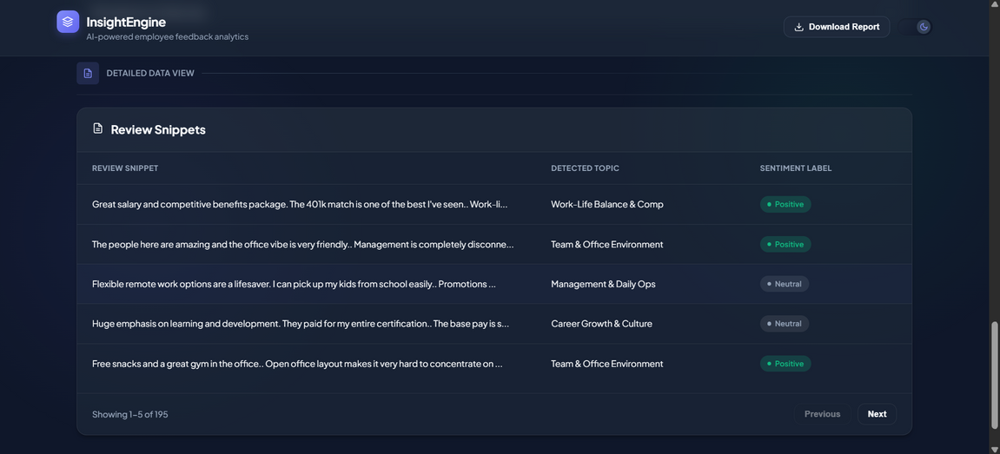 InsightEngine
AI-powered employee feedback analytics
Download Report
DETAILED DATA VIEW
Review Snippets
REVIEW SNIPPET DETECTED TOPIC SENTIMENT LABEL
Great salary and competitive benefits package. The 401k match is one of the best I've seen.. Work-li... Work-Life Balance & Comp Positive
The people here are amazing and the office vibe is very friendly.. Management is completely disconne... Team & Office Environment Positive
Flexible remote work options are a lifesaver. I can pick up my kids from school easily.. Promotions ... Management & Daily Ops Neutral
Huge emphasis on learning and development. They paid for my entire certification.. The base pay is s... Career Growth & Culture Neutral
Free snacks and a great gym in the office.. Open office layout makes it very hard to concentrate on ... Team & Office Environment Positive
Showing 1–5 of 195 Previous Next